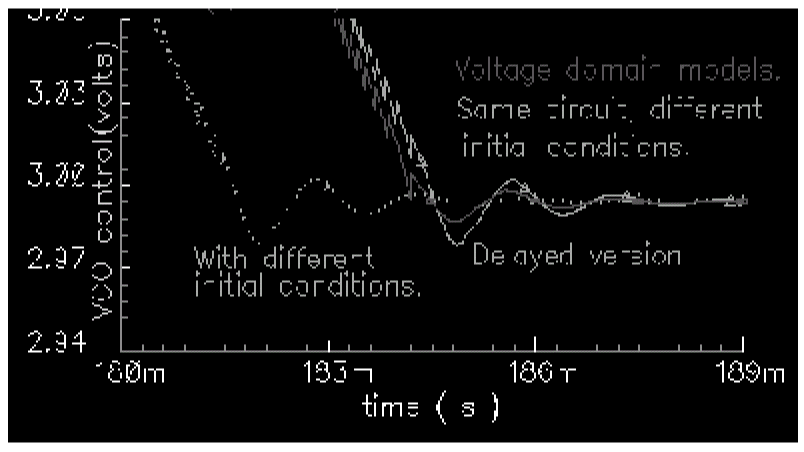 3.03
VCO control(volts)
3.00
2.97
2.94
Voltage domain models.
Same circuit, different
initial conditions.
With different
initial conditions.
Delayed version
180m
183m
186m
189m
time ( s )